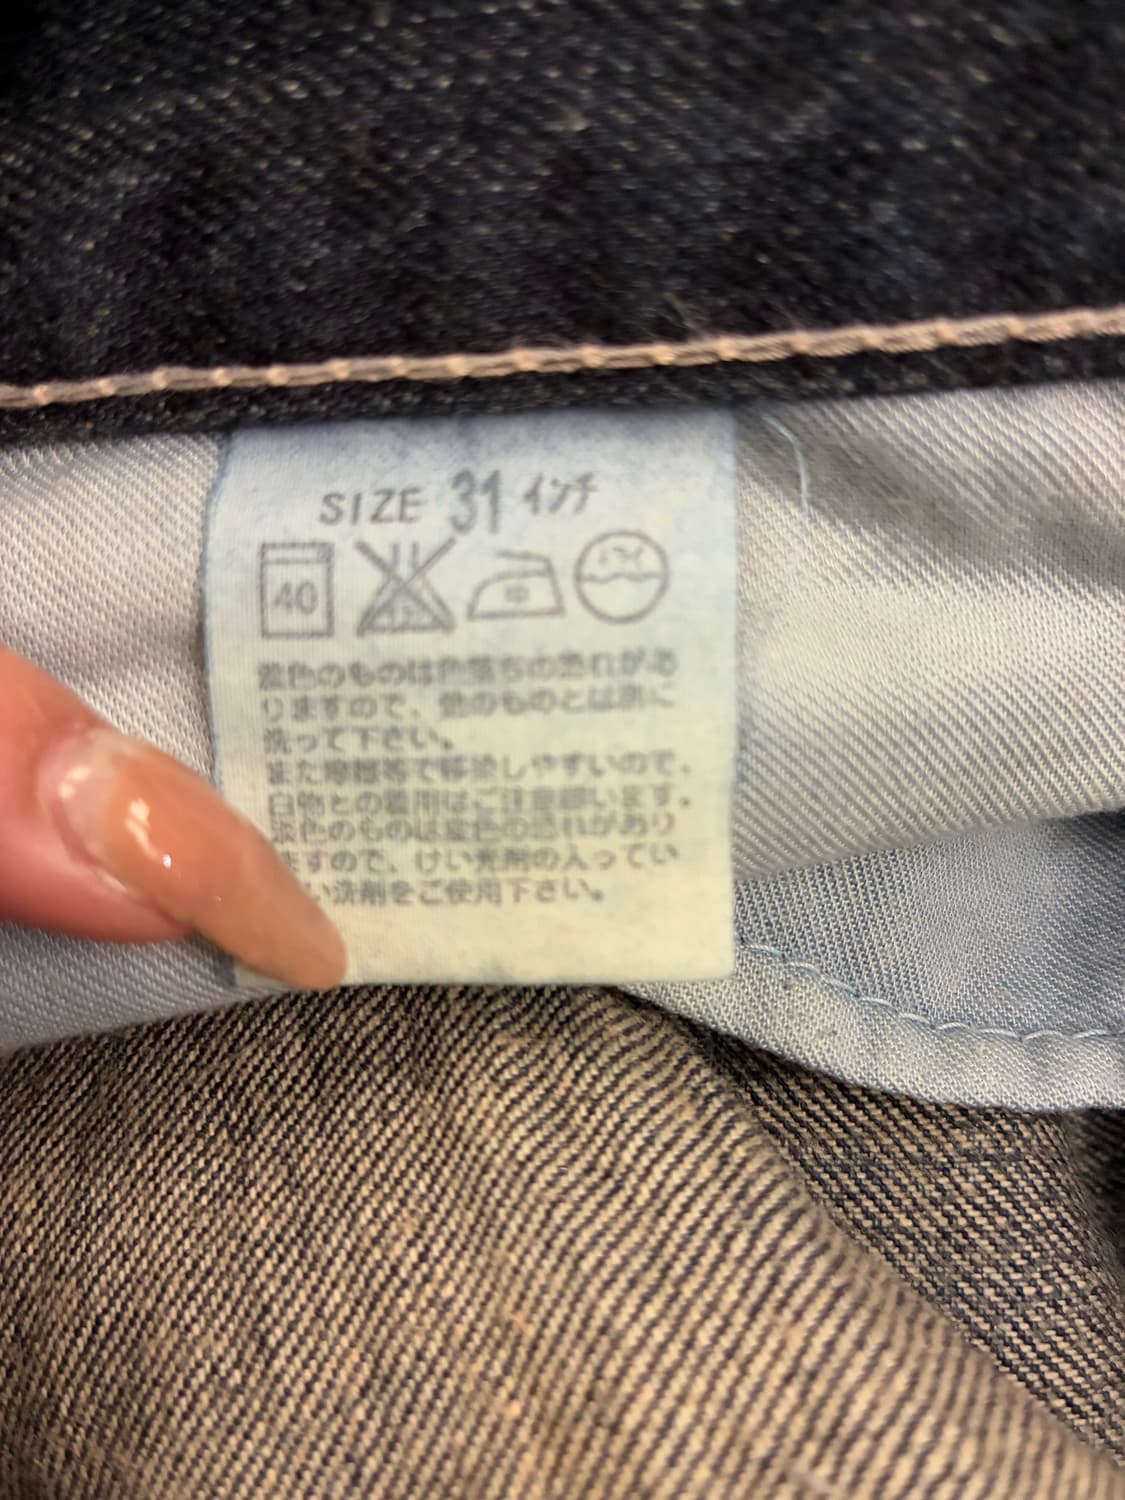 SIZE 31 インチ
40
中
ドライ
濃色のものは色落ちの恐れがあ
りますので、他のものとは別に
洗って下さい。
また摩擦等で移染しやすいので、
白物との着用はご注意願います。
淡色のものは変色の恐れがあり
ますので、けい光剤の入ってい
い洗剤をご使用下さい。